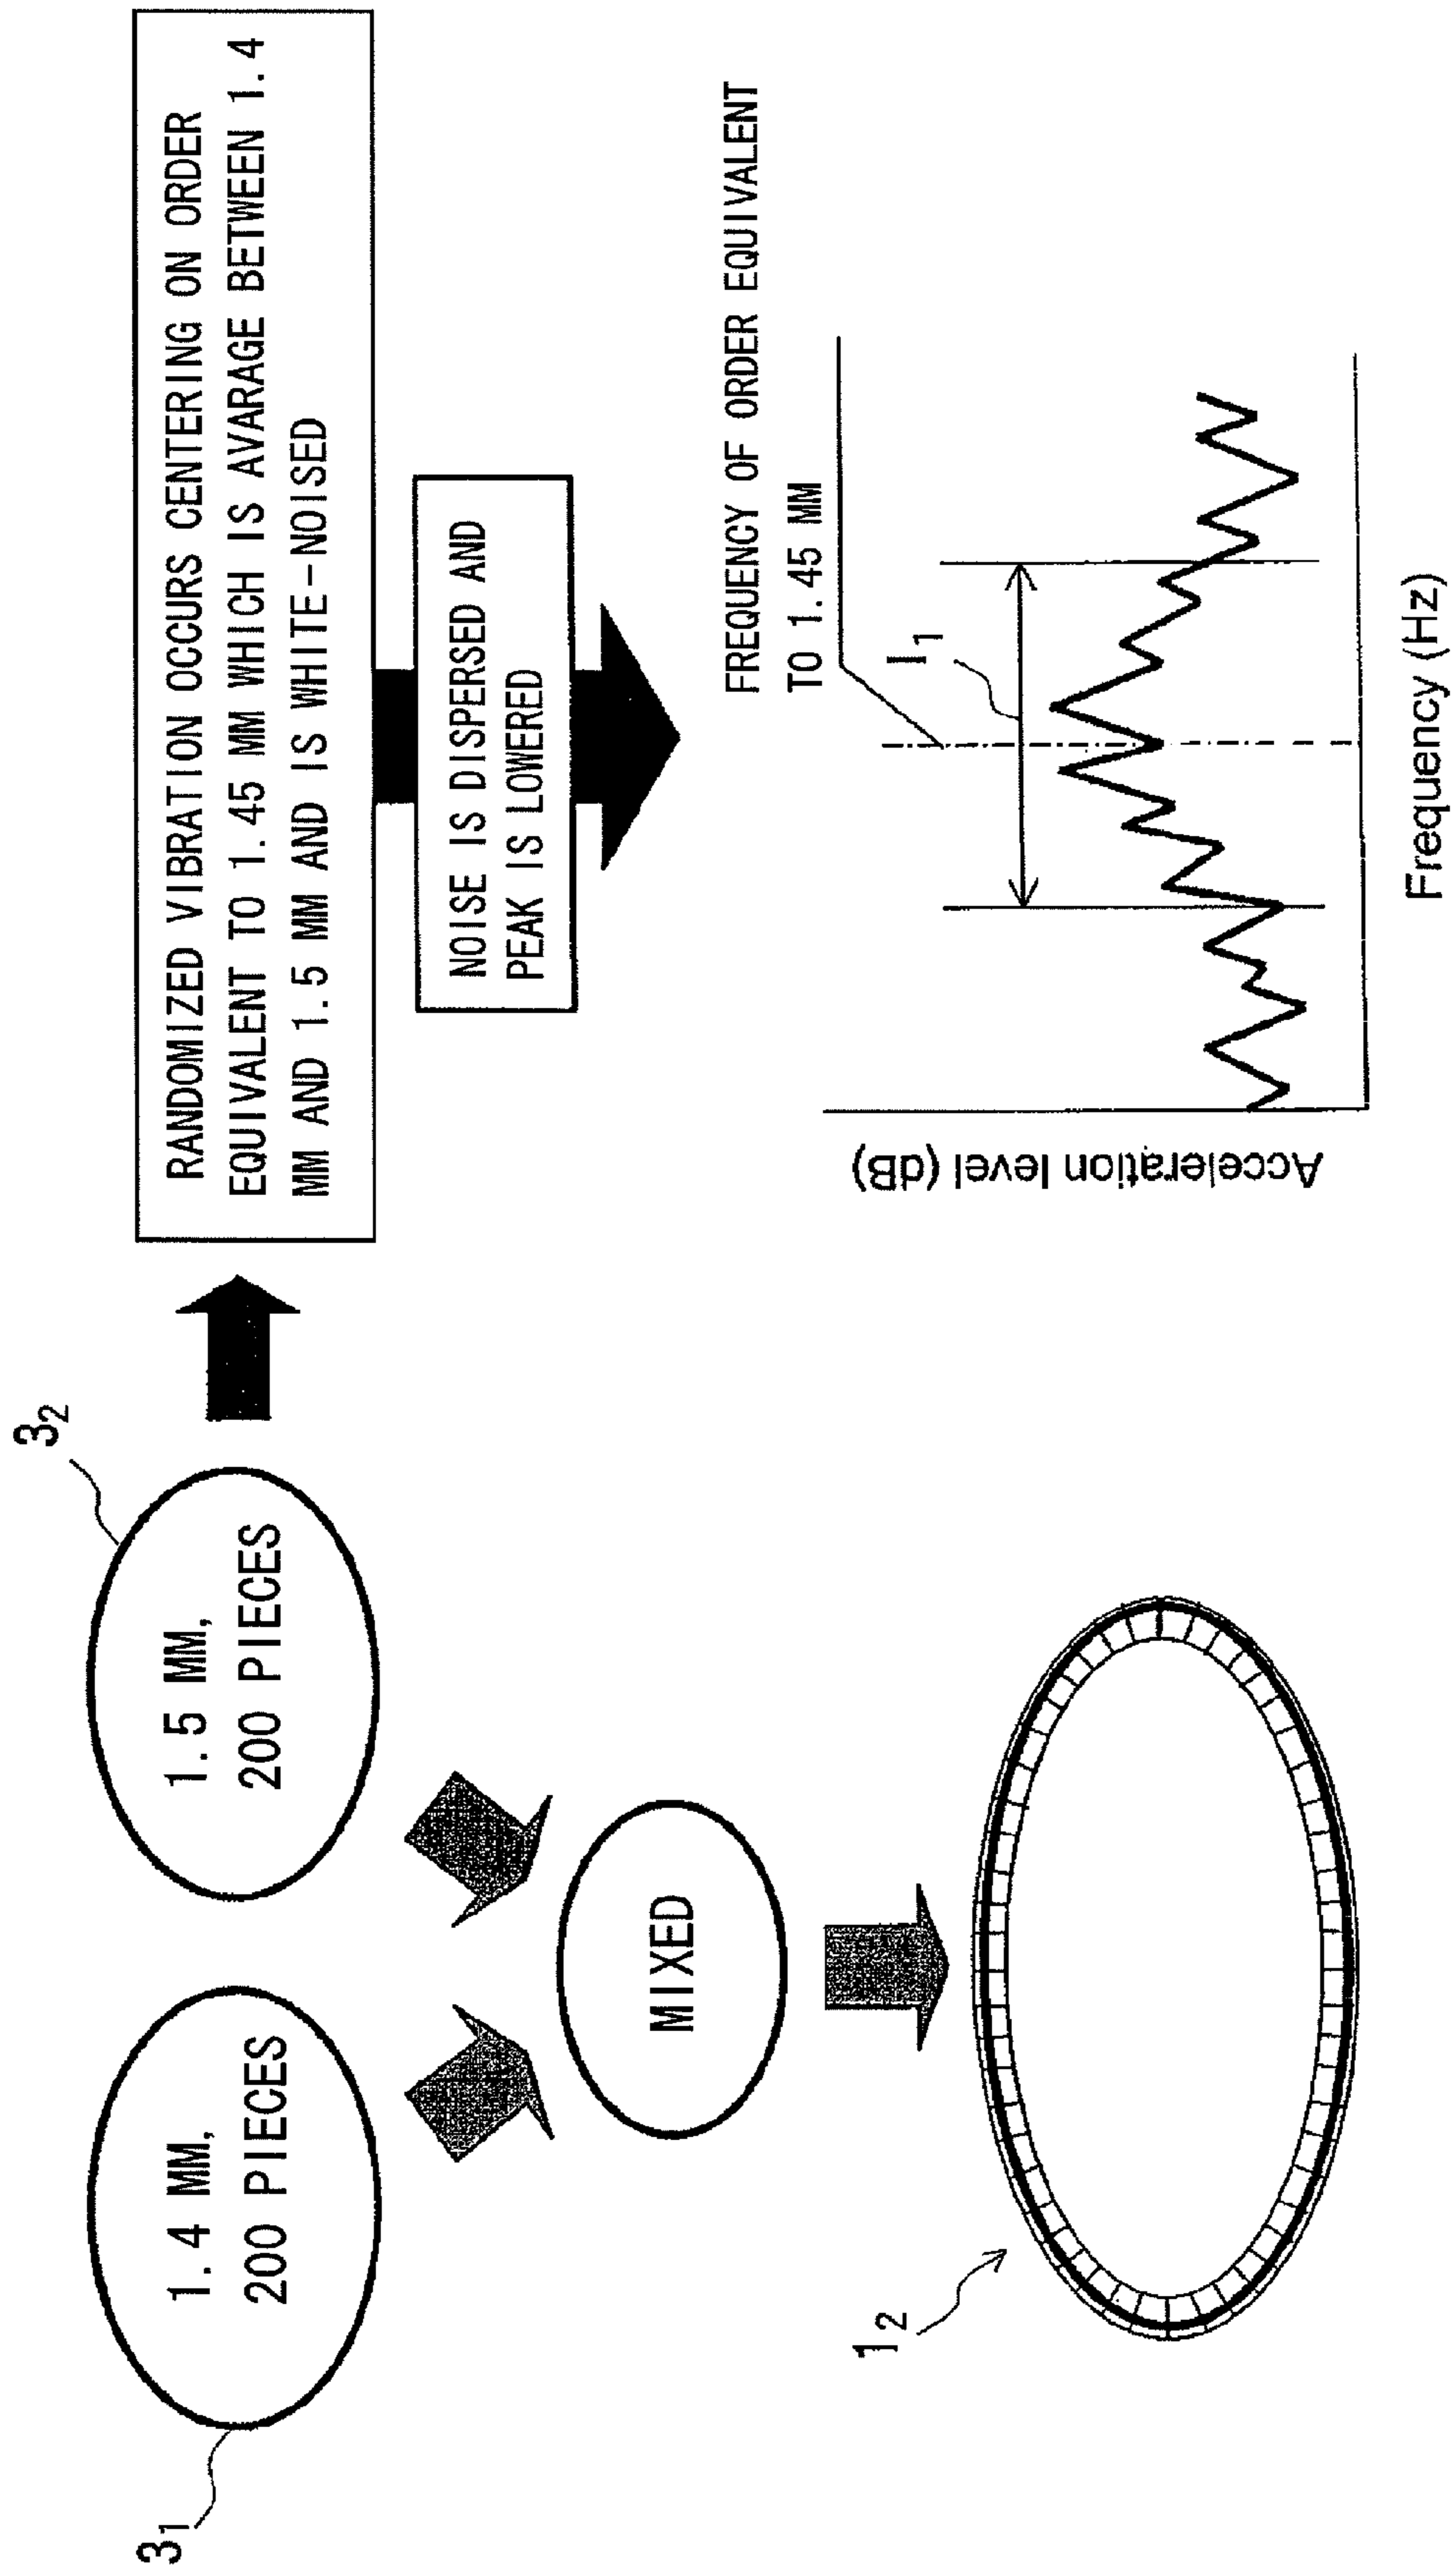 3₁
1.4 MM,
200 PIECES
3₂
1.5 MM,
200 PIECES
MIXED
1₂
RANDOMIZED VIBRATION OCCURS CENTERING ON ORDER
EQUIVALENT TO 1.45 MM WHICH IS AVARAGE BETWEEN 1.4
MM AND 1.5 MM AND IS WHITE-NOISED
NOISE IS DISPERSED AND
PEAK IS LOWERED
FREQUENCY OF ORDER EQUIVALENT
TO 1.45 MM
I₁
Acceleration level (dB)
Frequency (Hz)